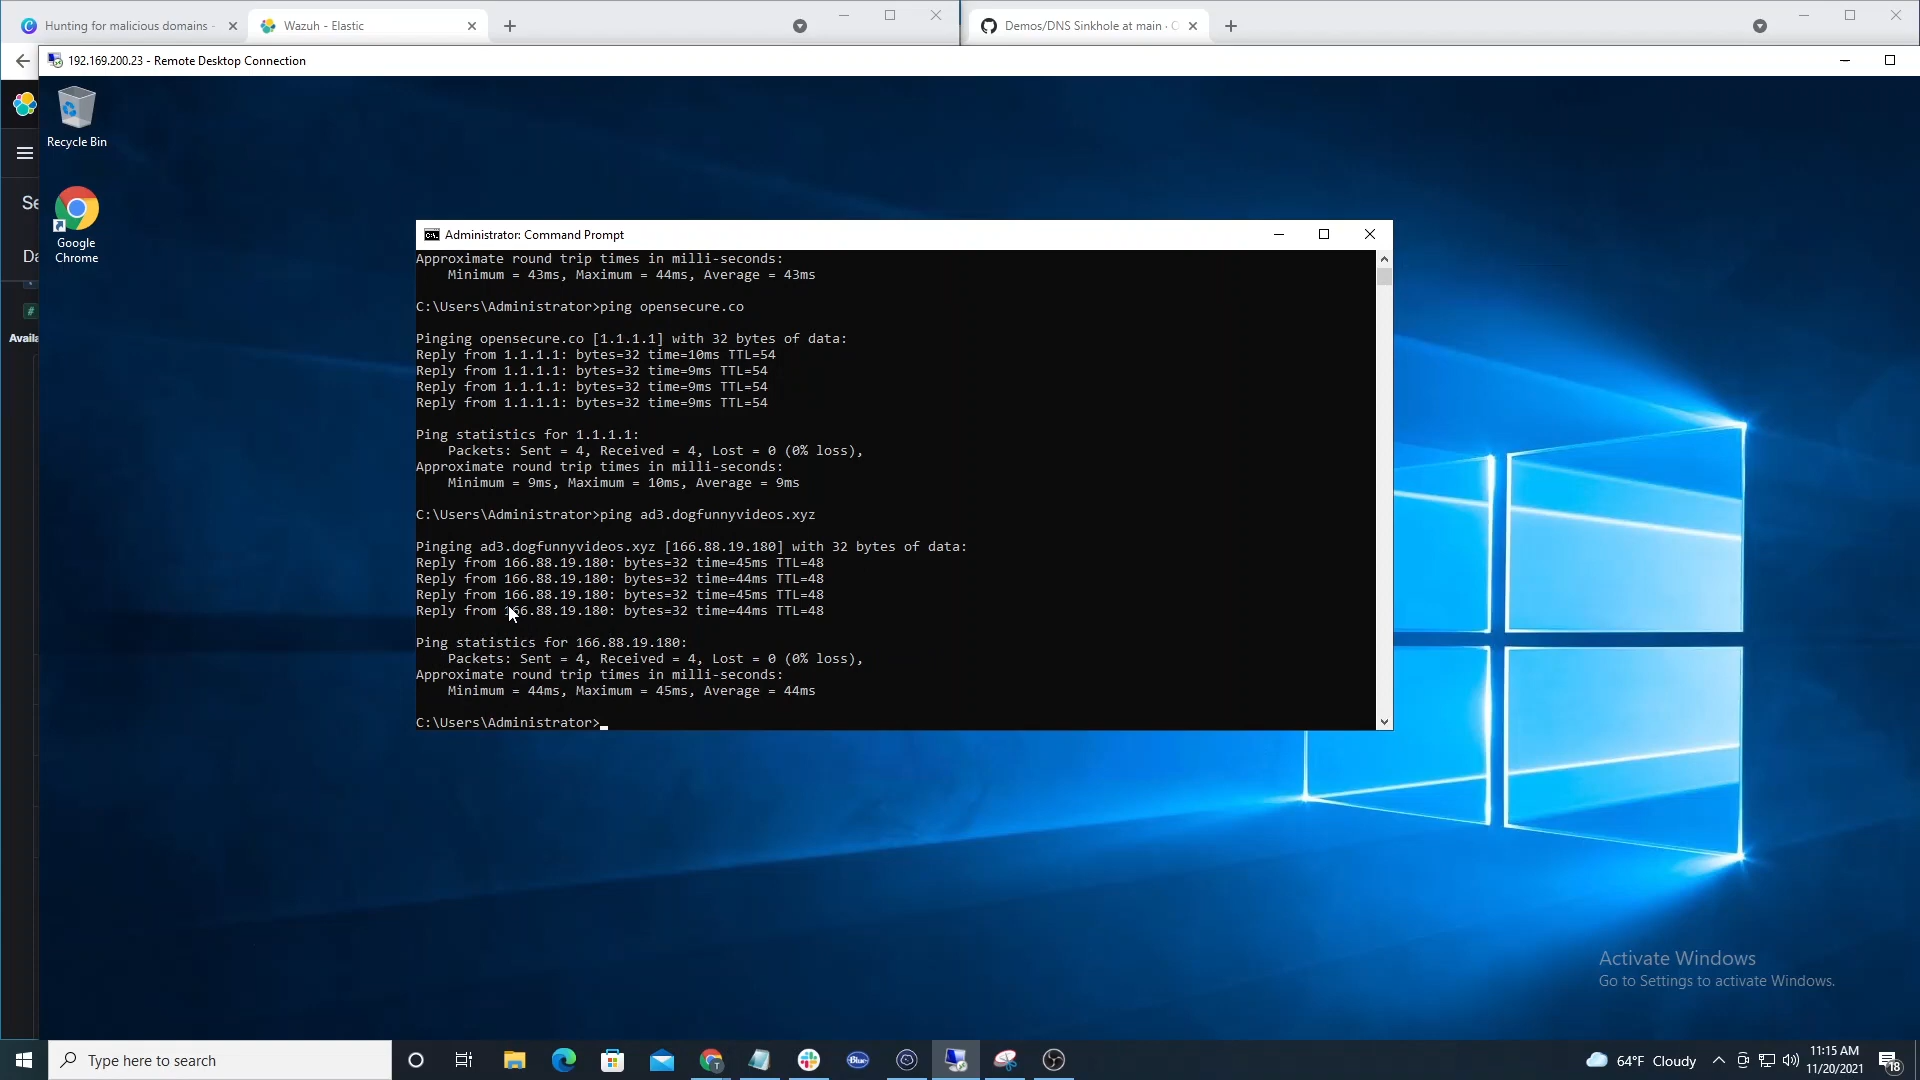 Hunting for malicious domains -
Wazuh - Elastic
Demos/DNS Sinkhole at main ·
192.169.200.23 - Remote Desktop Connection
Recycle Bin
Google
Chrome
Administrator: Command Prompt
Approximate round trip times in milli-seconds:
Minimum = 43ms, Maximum = 44ms, Average = 43ms
C:\Users\Administrator>ping opensecure.co
Pinging opensecure.co [1.1.1.1] with 32 bytes of data:
Reply from 1.1.1.1: bytes=32 time=10ms TTL=54
Reply from 1.1.1.1: bytes=32 time=9ms TTL=54
Reply from 1.1.1.1: bytes=32 time=9ms TTL=54
Reply from 1.1.1.1: bytes=32 time=9ms TTL=54
Ping statistics for 1.1.1.1:
Packets: Sent = 4, Received = 4, Lost = 0 (0% loss),
Approximate round trip times in milli-seconds:
Minimum = 9ms, Maximum = 10ms, Average = 9ms
C:\Users\Administrator>ping ad3.dogfunnyvideos.xyz
Pinging ad3.dogfunnyvideos.xyz [166.88.19.180] with 32 bytes of data:
Reply from 166.88.19.180: bytes=32 time=45ms TTL=48
Reply from 166.88.19.180: bytes=32 time=44ms TTL=48
Reply from 166.88.19.180: bytes=32 time=45ms TTL=48
Reply from 166.88.19.180: bytes=32 time=44ms TTL=48
Ping statistics for 166.88.19.180:
Packets: Sent = 4, Received = 4, Lost = 0 (0% loss),
Approximate round trip times in milli-seconds:
Minimum = 44ms, Maximum = 45ms, Average = 44ms
C:\Users\Administrator>
Se
Da
#
Availa
Activate Windows
Go to Settings to activate Windows.
Type here to search
Blue
64°F Cloudy
11:15 AM
11/20/2021
18